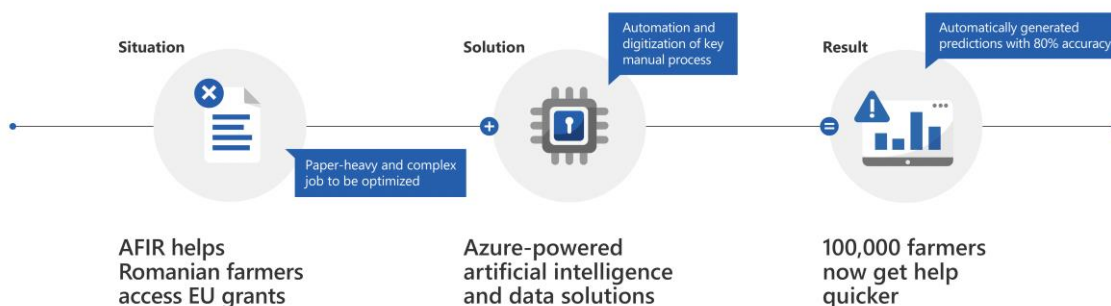 Situation
Paper-heavy and complex
job to be optimized
AFIR helps
Romanian farmers
access EU grants
Solution
Automation and
digitization of key
manual process
Azure-powered
artificial intelligence
and data solutions
Result
Automatically generated
predictions with 80% accuracy
100,000 farmers
now get help
quicker